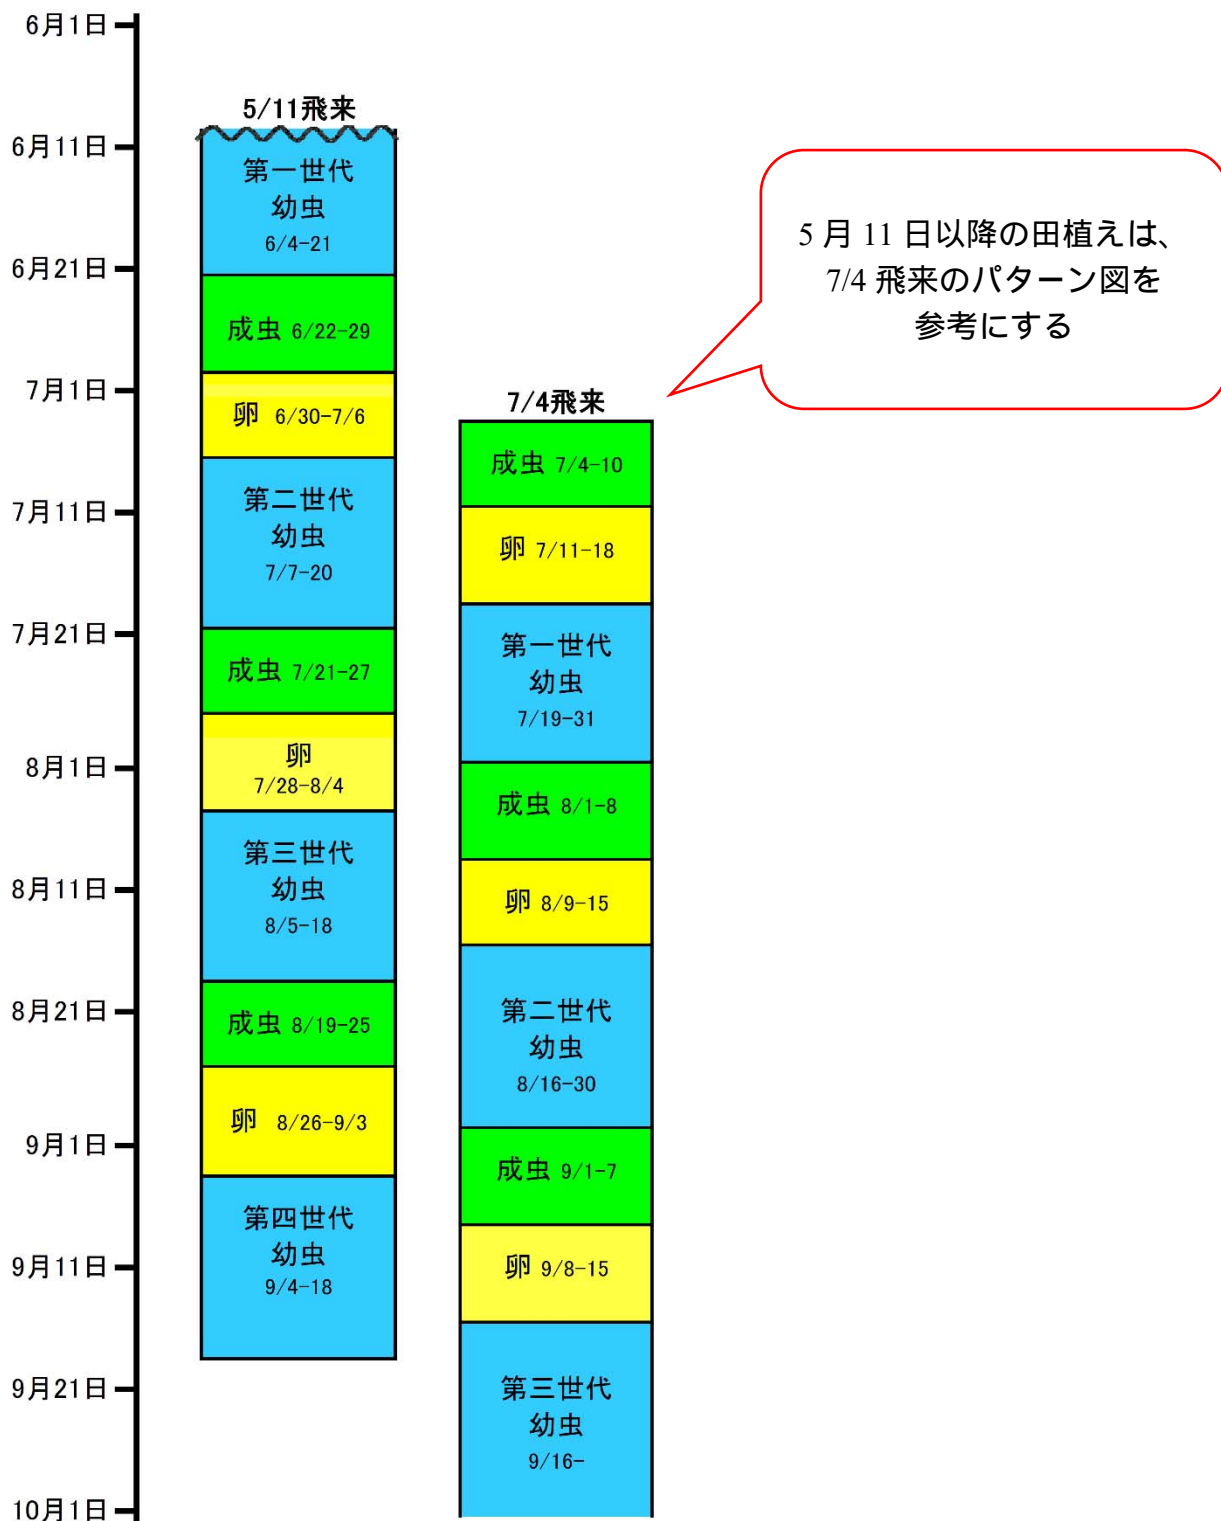 6月1日
6月11日
6月21日
7月1日
7月11日
7月21日
8月1日
8月11日
8月21日
9月1日
9月11日
9月21日
10月1日
5/11飛来
第一世代
幼虫
6/4-21
成虫 6/22-29
卵 6/30-7/6
第二世代
幼虫
7/7-20
成虫 7/21-27
卵
7/28-8/4
第三世代
幼虫
8/5-18
成虫 8/19-25
卵 8/26-9/3
第四世代
幼虫
9/4-18
7/4飛来
成虫 7/4-10
卵 7/11-18
第一世代
幼虫
7/19-31
成虫 8/1-8
卵 8/9-15
第二世代
幼虫
8/16-30
成虫 9/1-7
卵 9/8-15
第三世代
幼虫
9/16-
5月11日以降の田植えは、
7/4飛来のパターン図を
参考にする